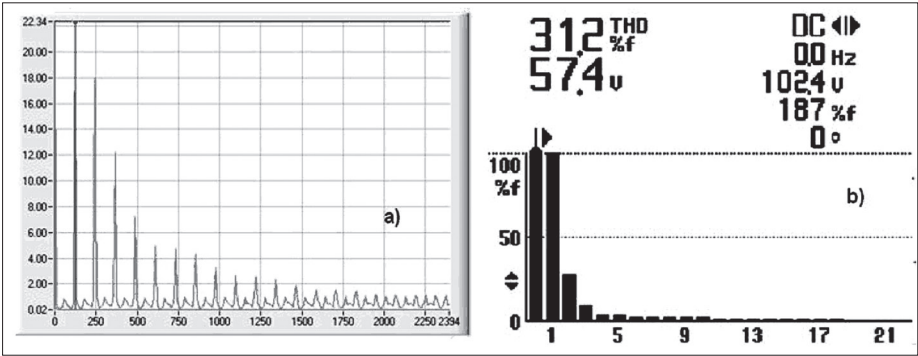 22.34
20.00
18.00
16.00
14.00
12.00
10.00
8.00
6.00
4.00
2.00
0.02
0 250 500 750 1000 1250 1500 1750 2000 2250 2394
a)
31.2 THD %f
57.4 V
DC
0.0 Hz
102.4 V
187 %f
0 °
100
%f
50
0
b)
1 5 9 13 17 21